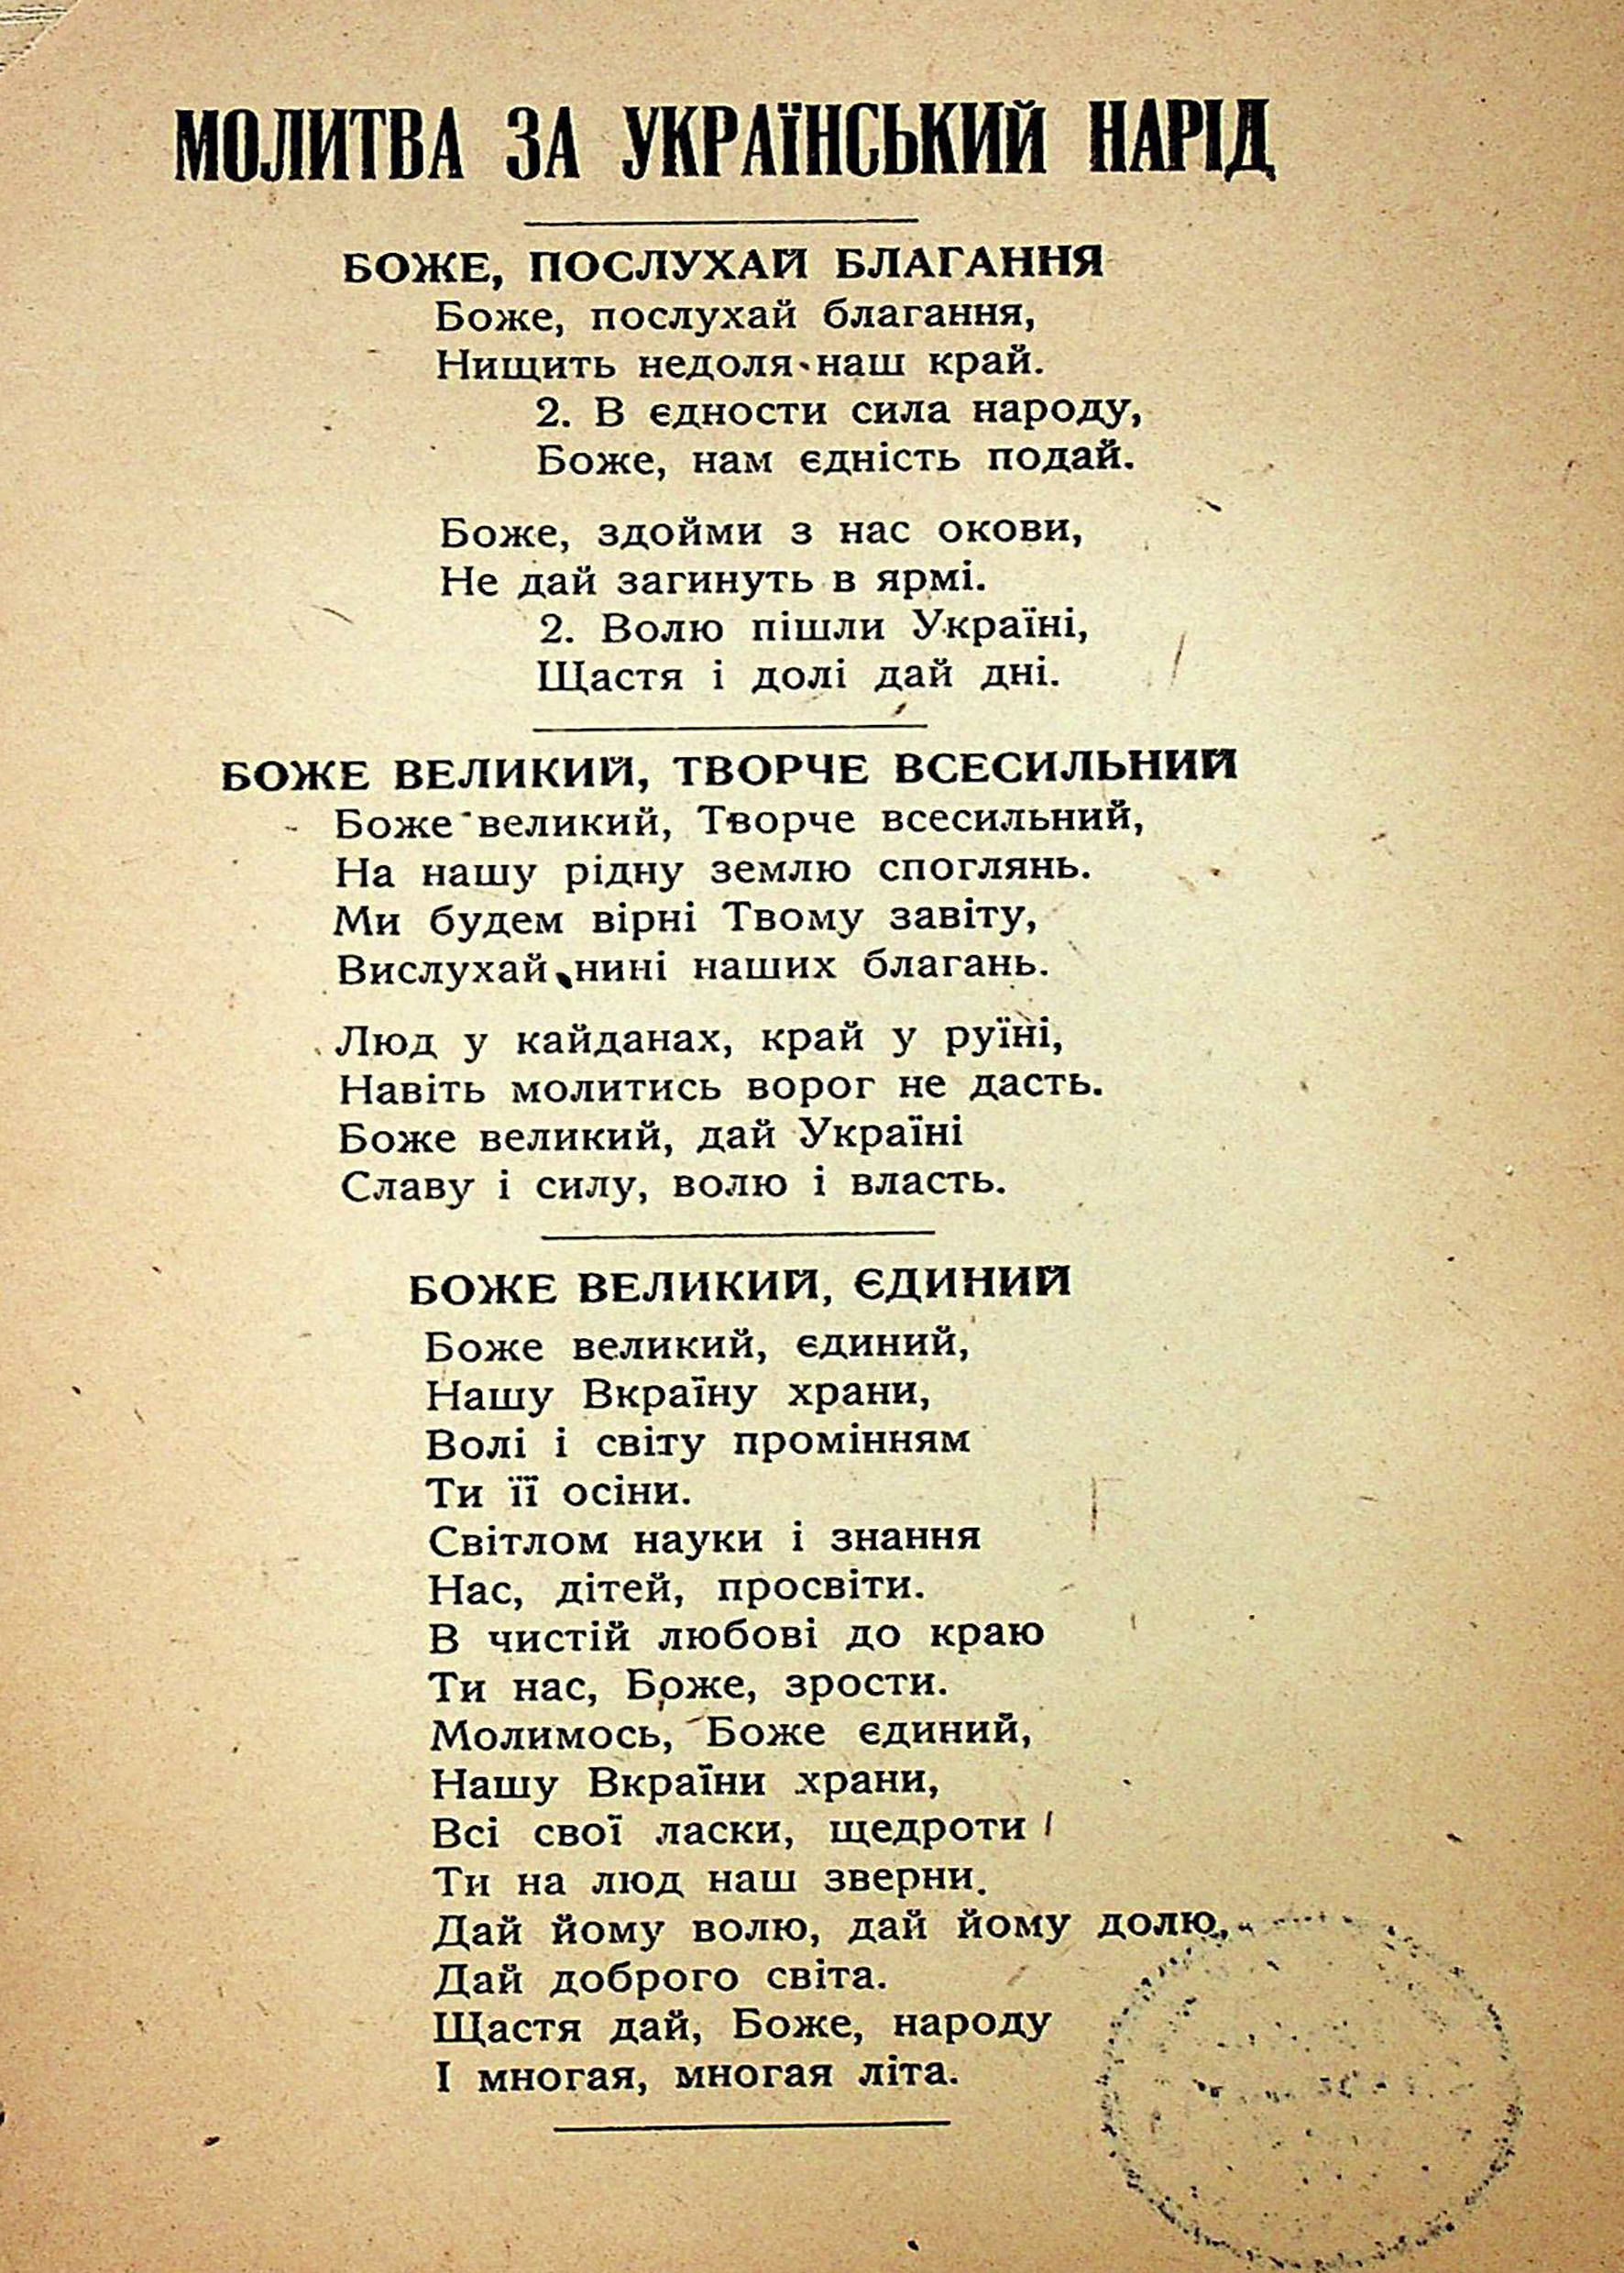 МОЛИТВА ЗА УКРАЇНСЬКИЙ НАРІД
БОЖЕ, ПОСЛУХАЙ БЛАГАННЯ
Боже, послухай благання,
Нищить недоля наш край.
2. В єдности сила народу,
Боже, нам єдність подай.
Боже, здойми з нас окови,
Не дай загинуть в ярмі.
2. Волю пішли Україні,
Щастя і долі дай дні.
БОЖЕ ВЕЛИКИЙ, ТВОРЧЕ ВСЕСИЛЬНИЙ
Боже великий, Творче всесильний,
На нашу рідну землю споглянь.
Ми будем вірні Твому завіту,
Вислухай нині наших благань.
Люд у кайданах, край у руїні,
Навіть молитись ворог не дасть.
Боже великий, дай Україні
Славу і силу, волю і власть.
БОЖЕ ВЕЛИКИЙ, ЄДИНИЙ
Боже великий, єдиний,
Нашу Вкраїну храни,
Волі і світу промінням
Ти її осіни.
Світлом науки і знання
Нас, дітей, просвіти.
В чистій любові до краю
Ти нас, Боже, зрости.
Молимось, Боже єдиний,
Нашу Вкраїни храни,
Всі свої ласки, щедроти
Ти на люд наш зверни.
Дай йому волю, дай йому долю,
Дай доброго світа.
Щастя дай, Боже, народу
І многая, многая літа.